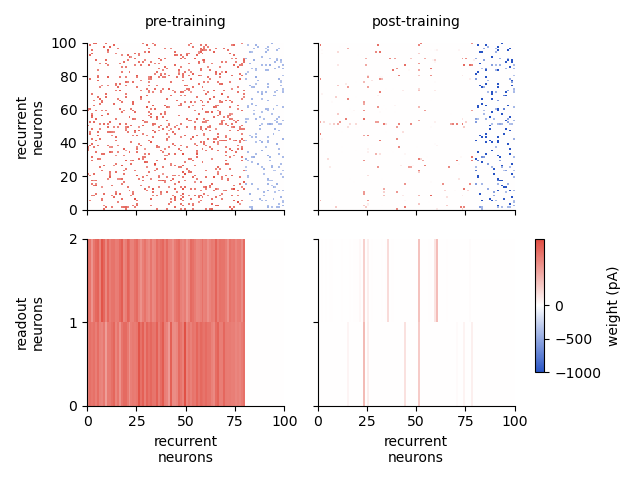 pre-training
post-training
100
80
60
40
20
0
recurrent
neurons
2
1
0
readout
neurons
0
−500
−1000
weight (pA)
0 25 50 75 100
0 25 50 75 100
recurrent
neurons
recurrent
neurons